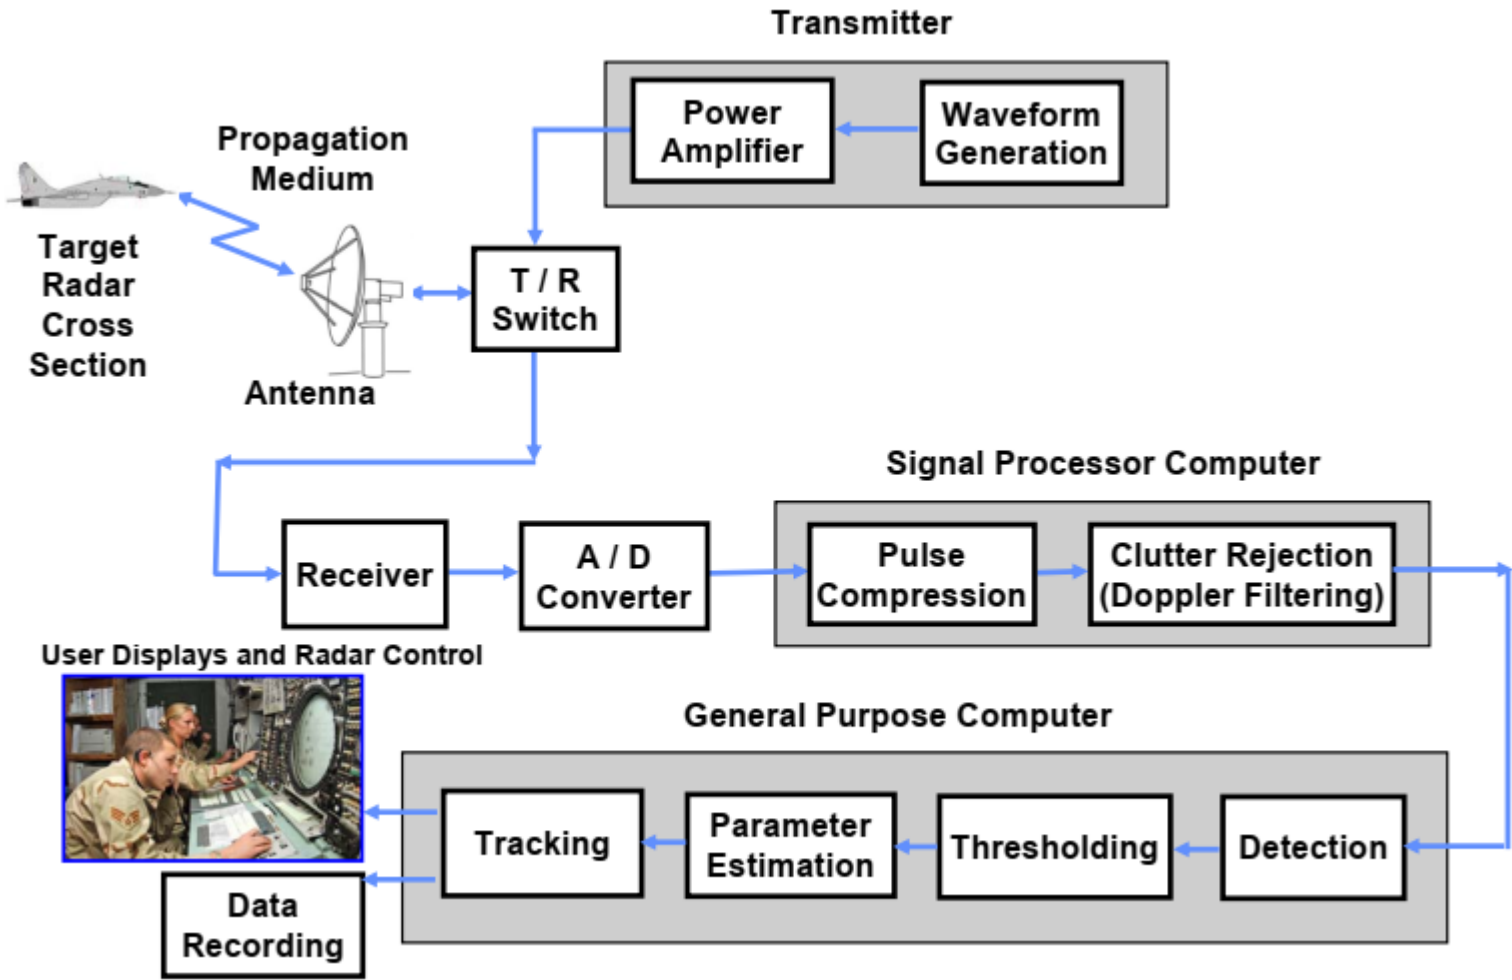 Transmitter
Power
Amplifier
Waveform
Generation
Propagation
Medium
Target
Radar
Cross
Section
Antenna
T / R
Switch
Signal Processor Computer
Receiver
A / D
Converter
Pulse
Compression
Clutter Rejection
(Doppler Filtering)
User Displays and Radar Control
General Purpose Computer
Tracking
Parameter
Estimation
Thresholding
Detection
Data
Recording